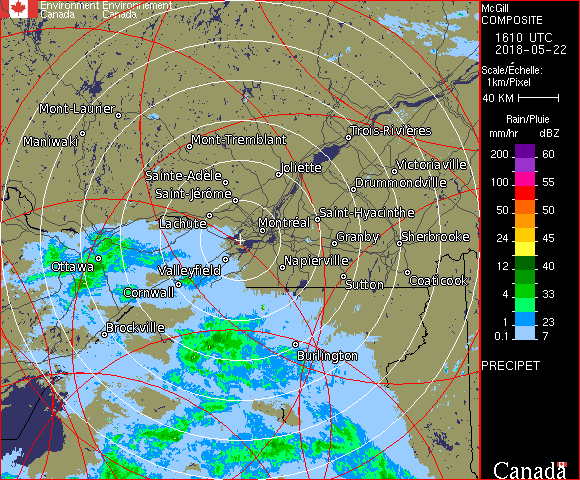 Environment Environnement
Canada Canada
McGill
COMPOSITE
1610 UTC
2018-05-22
Scale/Échelle:
1km/Pixel
40 KM
Rain/Pluie
mm/hr dBZ
200 60
100 55
50 50
24 45
12 40
4 33
1 23
0.1 7
PRECIPET
Canada
Mont-Laurier
Maniwaki
Mont-Tremblant
Trois-Rivières
Sainte-Adèle
Joliette
Victoriaville
Saint-Jérôme
Drummondville
Lachute
Saint-Hyacinthe
Montréal
Granby
Sherbrooke
Ottawa
Valleyfield
Napierville
Cornwall
Sutton
Coaticook
Brockville
Burlington